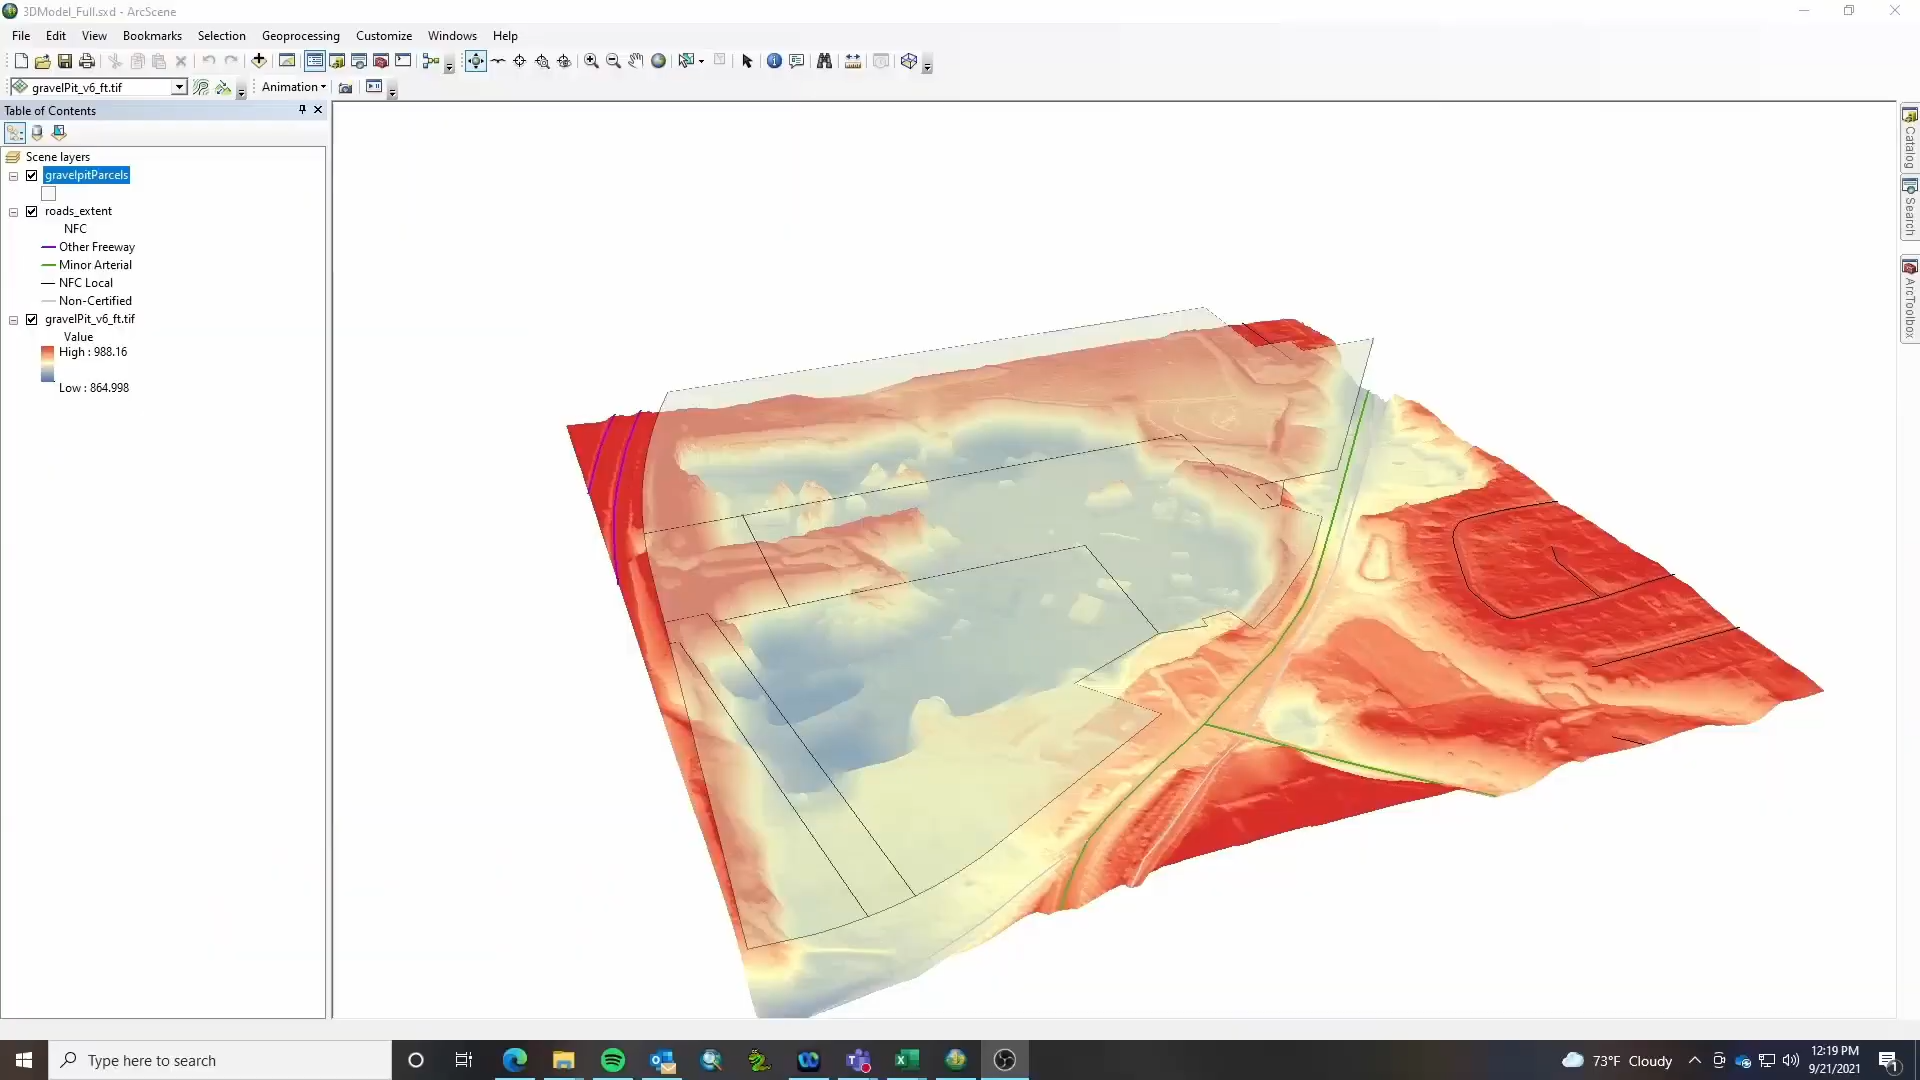 3DModel_Full.sxd - ArcScene
File Edit View Bookmarks Selection Geoprocessing Customize Windows Help
gravelPit_v6_ft.tif
Animation
Table of Contents
Scene layers
gravelpitParcels
roads_extent
NFC
Other Freeway
Minor Arterial
NFC Local
Non-Certified
gravelPit_v6_ft.tif
Value
High : 988.16
Low : 864.998
Catalog
Search
ArcToolbox
Type here to search
73°F Cloudy
12:19 PM
9/21/2021
1